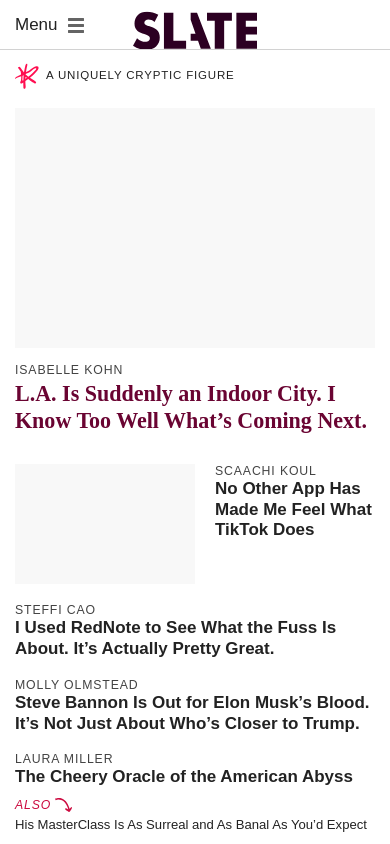 Menu
SLATE
A UNIQUELY CRYPTIC FIGURE
ISABELLE KOHN
L.A. Is Suddenly an Indoor City. I
Know Too Well What’s Coming Next.
SCAACHI KOUL
No Other App Has
Made Me Feel What
TikTok Does
STEFFI CAO
I Used RedNote to See What the Fuss Is
About. It’s Actually Pretty Great.
MOLLY OLMSTEAD
Steve Bannon Is Out for Elon Musk’s Blood.
It’s Not Just About Who’s Closer to Trump.
LAURA MILLER
The Cheery Oracle of the American Abyss
ALSO
His MasterClass Is As Surreal and As Banal As You’d Expect